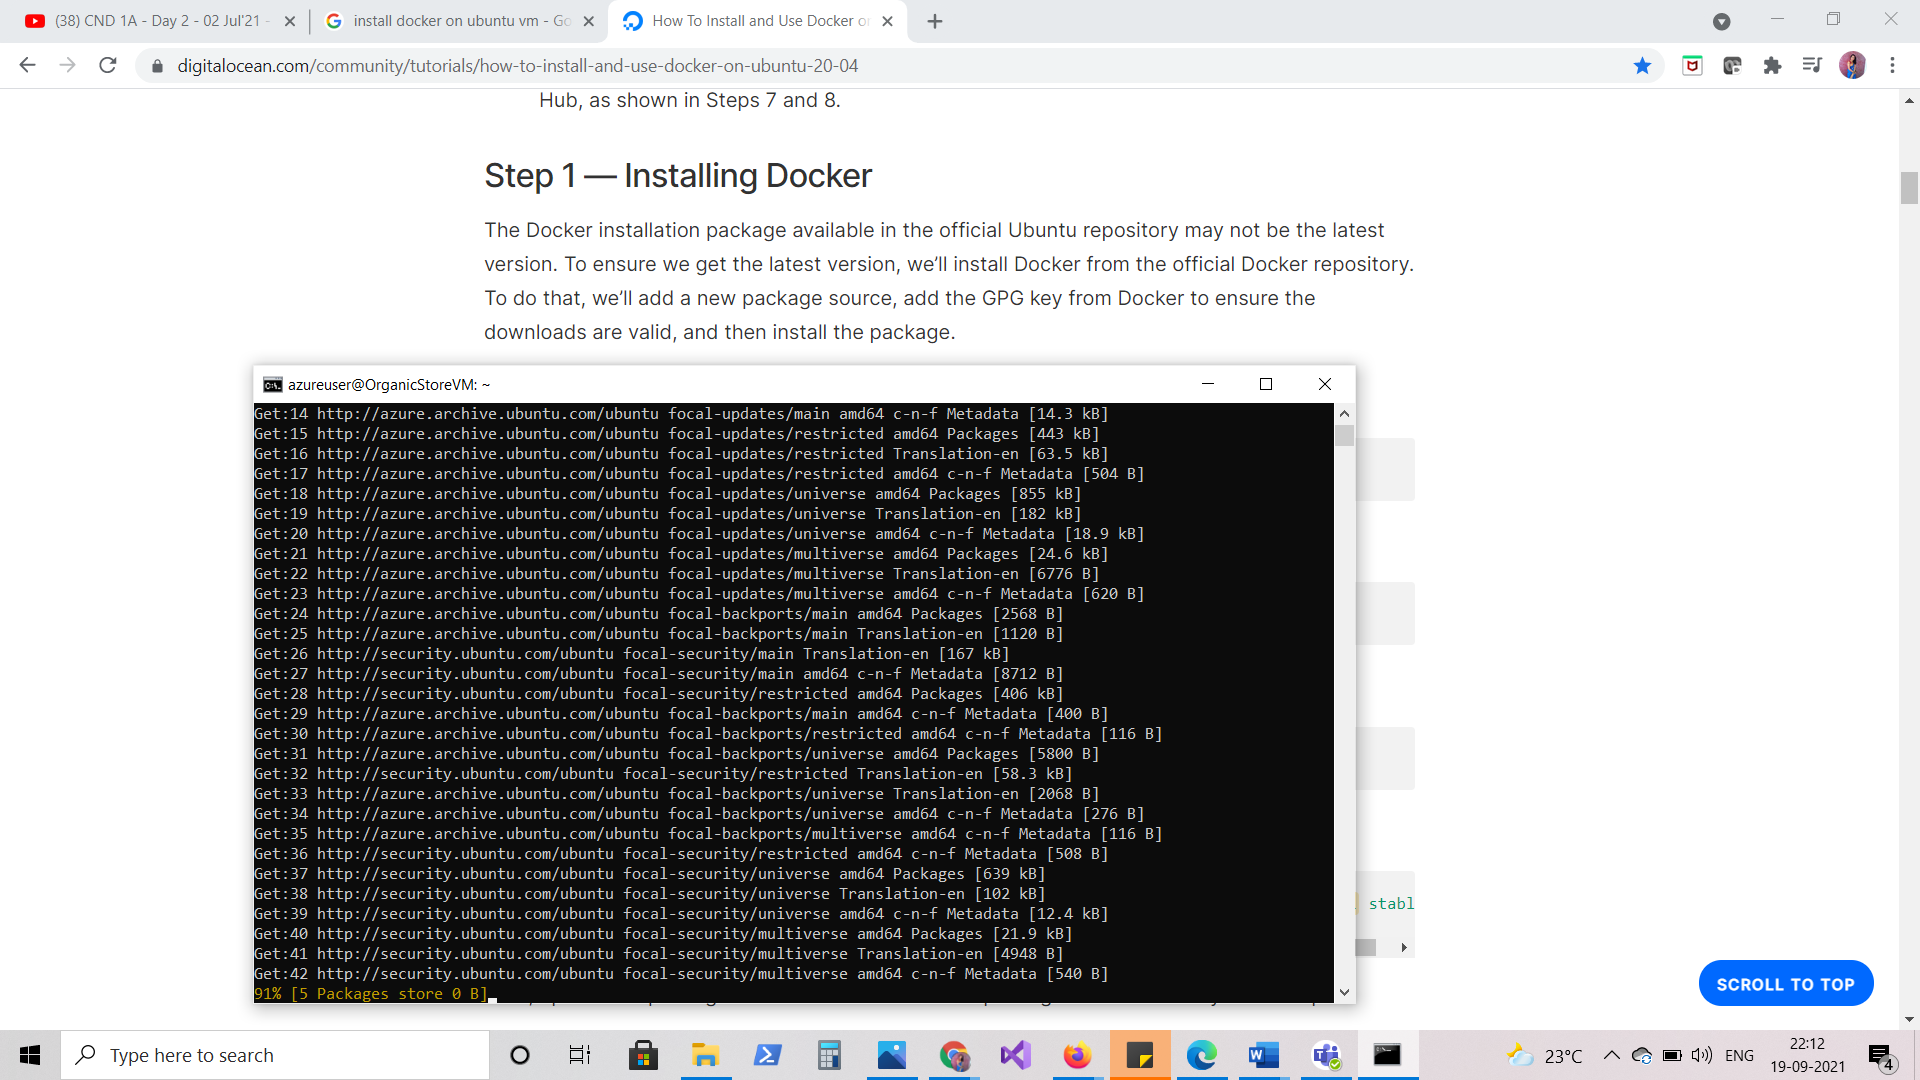 (38) CND 1A - Day 2 - 02 Jul'21 -
install docker on ubuntu vm - Go
How To Install and Use Docker o
digitalocean.com/community/tutorials/how-to-install-and-use-docker-on-ubuntu-20-04
Hub, as shown in Steps 7 and 8.
Step 1 — Installing Docker
The Docker installation package available in the official Ubuntu repository may not be the latest
version. To ensure we get the latest version, we’ll install Docker from the official Docker repository.
To do that, we’ll add a new package source, add the GPG key from Docker to ensure the
downloads are valid, and then install the package.
azureuser@OrganicStoreVM: ~
Get:14 http://azure.archive.ubuntu.com/ubuntu focal-updates/main amd64 c-n-f Metadata [14.3 kB]
Get:15 http://azure.archive.ubuntu.com/ubuntu focal-updates/restricted amd64 Packages [443 kB]
Get:16 http://azure.archive.ubuntu.com/ubuntu focal-updates/restricted Translation-en [63.5 kB]
Get:17 http://azure.archive.ubuntu.com/ubuntu focal-updates/restricted amd64 c-n-f Metadata [504 B]
Get:18 http://azure.archive.ubuntu.com/ubuntu focal-updates/universe amd64 Packages [855 kB]
Get:19 http://azure.archive.ubuntu.com/ubuntu focal-updates/universe Translation-en [182 kB]
Get:20 http://azure.archive.ubuntu.com/ubuntu focal-updates/universe amd64 c-n-f Metadata [18.9 kB]
Get:21 http://azure.archive.ubuntu.com/ubuntu focal-updates/multiverse amd64 Packages [24.6 kB]
Get:22 http://azure.archive.ubuntu.com/ubuntu focal-updates/multiverse Translation-en [6776 B]
Get:23 http://azure.archive.ubuntu.com/ubuntu focal-updates/multiverse amd64 c-n-f Metadata [620 B]
Get:24 http://azure.archive.ubuntu.com/ubuntu focal-backports/main amd64 Packages [2568 B]
Get:25 http://azure.archive.ubuntu.com/ubuntu focal-backports/main Translation-en [1120 B]
Get:26 http://security.ubuntu.com/ubuntu focal-security/main Translation-en [167 kB]
Get:27 http://security.ubuntu.com/ubuntu focal-security/main amd64 c-n-f Metadata [8712 B]
Get:28 http://security.ubuntu.com/ubuntu focal-security/restricted amd64 Packages [406 kB]
Get:29 http://azure.archive.ubuntu.com/ubuntu focal-backports/main amd64 c-n-f Metadata [400 B]
Get:30 http://azure.archive.ubuntu.com/ubuntu focal-backports/restricted amd64 c-n-f Metadata [116 B]
Get:31 http://azure.archive.ubuntu.com/ubuntu focal-backports/universe amd64 Packages [5800 B]
Get:32 http://security.ubuntu.com/ubuntu focal-security/restricted Translation-en [58.3 kB]
Get:33 http://azure.archive.ubuntu.com/ubuntu focal-backports/universe Translation-en [2068 B]
Get:34 http://azure.archive.ubuntu.com/ubuntu focal-backports/universe amd64 c-n-f Metadata [276 B]
Get:35 http://azure.archive.ubuntu.com/ubuntu focal-backports/multiverse amd64 c-n-f Metadata [116 B]
Get:36 http://security.ubuntu.com/ubuntu focal-security/restricted amd64 c-n-f Metadata [508 B]
Get:37 http://security.ubuntu.com/ubuntu focal-security/universe amd64 Packages [639 kB]
Get:38 http://security.ubuntu.com/ubuntu focal-security/universe Translation-en [102 kB]
Get:39 http://security.ubuntu.com/ubuntu focal-security/universe amd64 c-n-f Metadata [12.4 kB]
Get:40 http://security.ubuntu.com/ubuntu focal-security/multiverse amd64 Packages [21.9 kB]
Get:41 http://security.ubuntu.com/ubuntu focal-security/multiverse Translation-en [4948 B]
Get:42 http://security.ubuntu.com/ubuntu focal-security/multiverse amd64 c-n-f Metadata [540 B]
91% [5 Packages store 0 B]
stabl
SCROLL TO TOP
Type here to search
23°C
ENG
22:12
19-09-2021
4